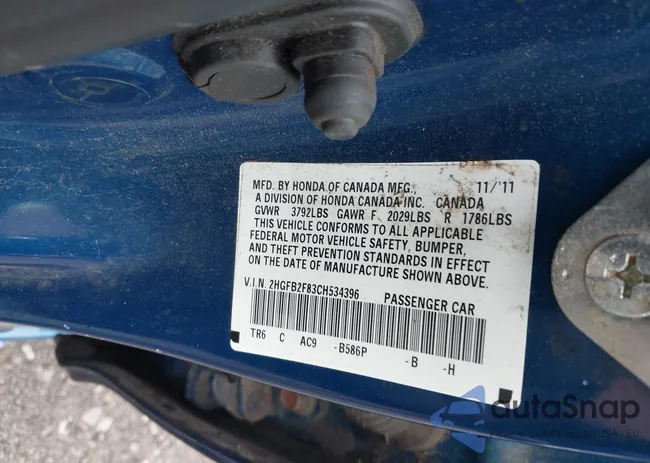 MFD. BY HONDA OF CANADA MFG. 11/'11
A DIVISION OF HONDA CANADA INC. CANADA
GVWR 3792LBS GAWR F 2029LBS R 1786LBS
THIS VEHICLE CONFORMS TO ALL APPLICABLE
FEDERAL MOTOR VEHICLE SAFETY, BUMPER,
AND THEFT PREVENTION STANDARDS IN EFFECT
ON THE DATE OF MANUFACTURE SHOWN ABOVE.
V.I.N. 2HGFB2F83CH534396 PASSENGER CAR
TR6 C AC9 -B586P -B -H
AutoSnap